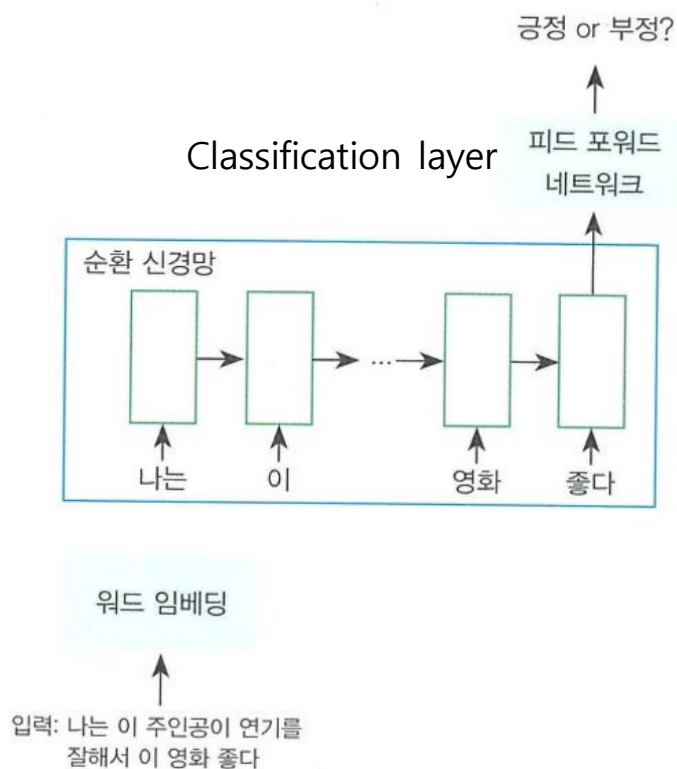 긍정 or 부정?
Classification layer
피드 포워드
네트워크
순환 신경망
...
나는 이 영화 좋다
워드 임베딩
입력: 나는 이 주인공이 연기를
잘해서 이 영화 좋다